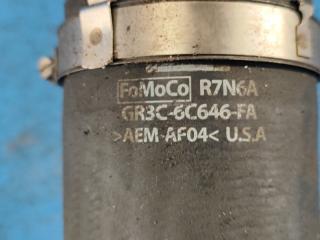 FoMoCo R7N6A
GR3C-6C646-FA
>AEM-AF04< U.S.A